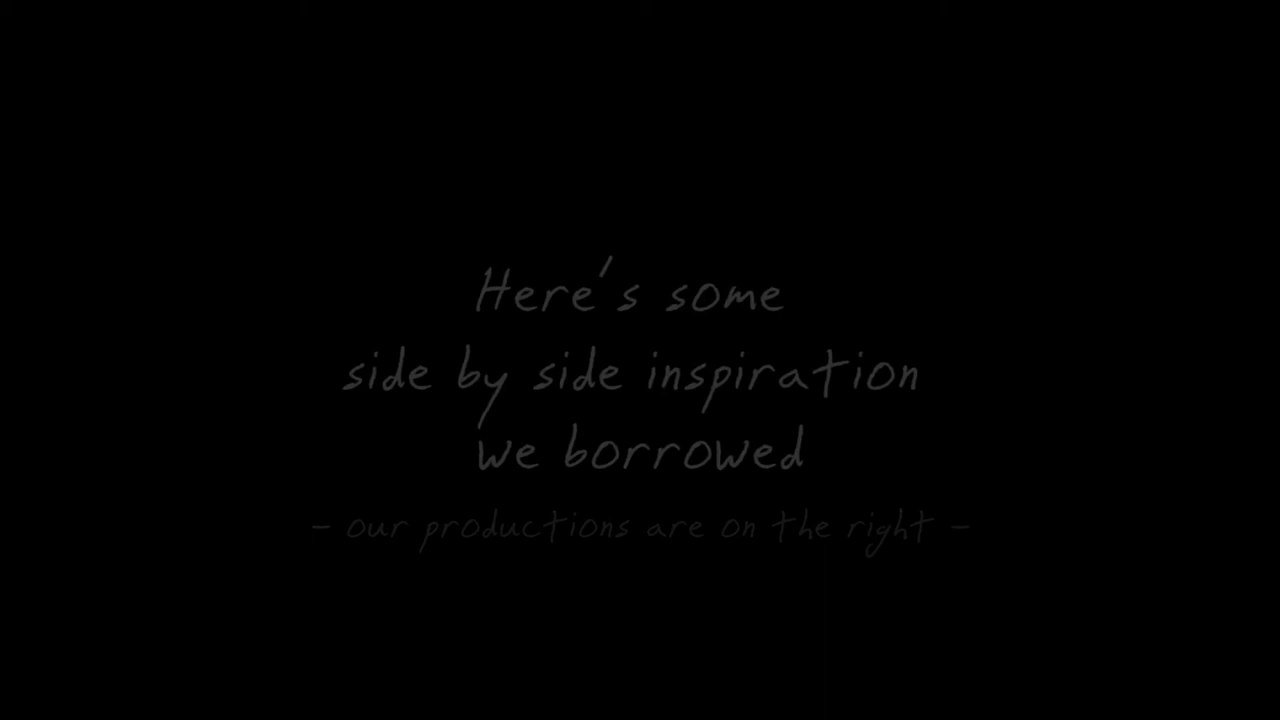 Here's some
side by side inspiration
we borrowed
- our productions are on the right -